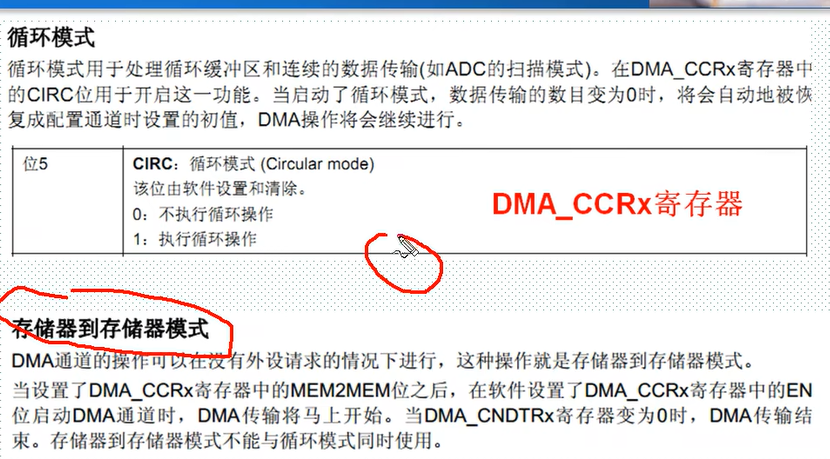 循环模式
循环模式用于处理循环缓冲区和连续的数据传输(如ADC的扫描模式)。在DMA_CCRx寄存器中
的CIRC位用于开启这一功能。当启动了循环模式，数据传输的数目变为0时，将会自动地被恢
复成配置通道时设置的初值，DMA操作将会继续进行。
位5
CIRC：循环模式 (Circular mode)
该位由软件设置和清除。
0：不执行循环操作
1：执行循环操作
DMA_CCRx寄存器
存储器到存储器模式
DMA通道的操作可以在没有外设请求的情况下进行，这种操作就是存储器到存储器模式。
当设置了DMA_CCRx寄存器中的MEM2MEM位之后，在软件设置了DMA_CCRx寄存器中的EN
位启动DMA通道时，DMA传输将马上开始。当DMA_CNDTRx寄存器变为0时，DMA传输结
束。存储器到存储器模式不能与循环模式同时使用。